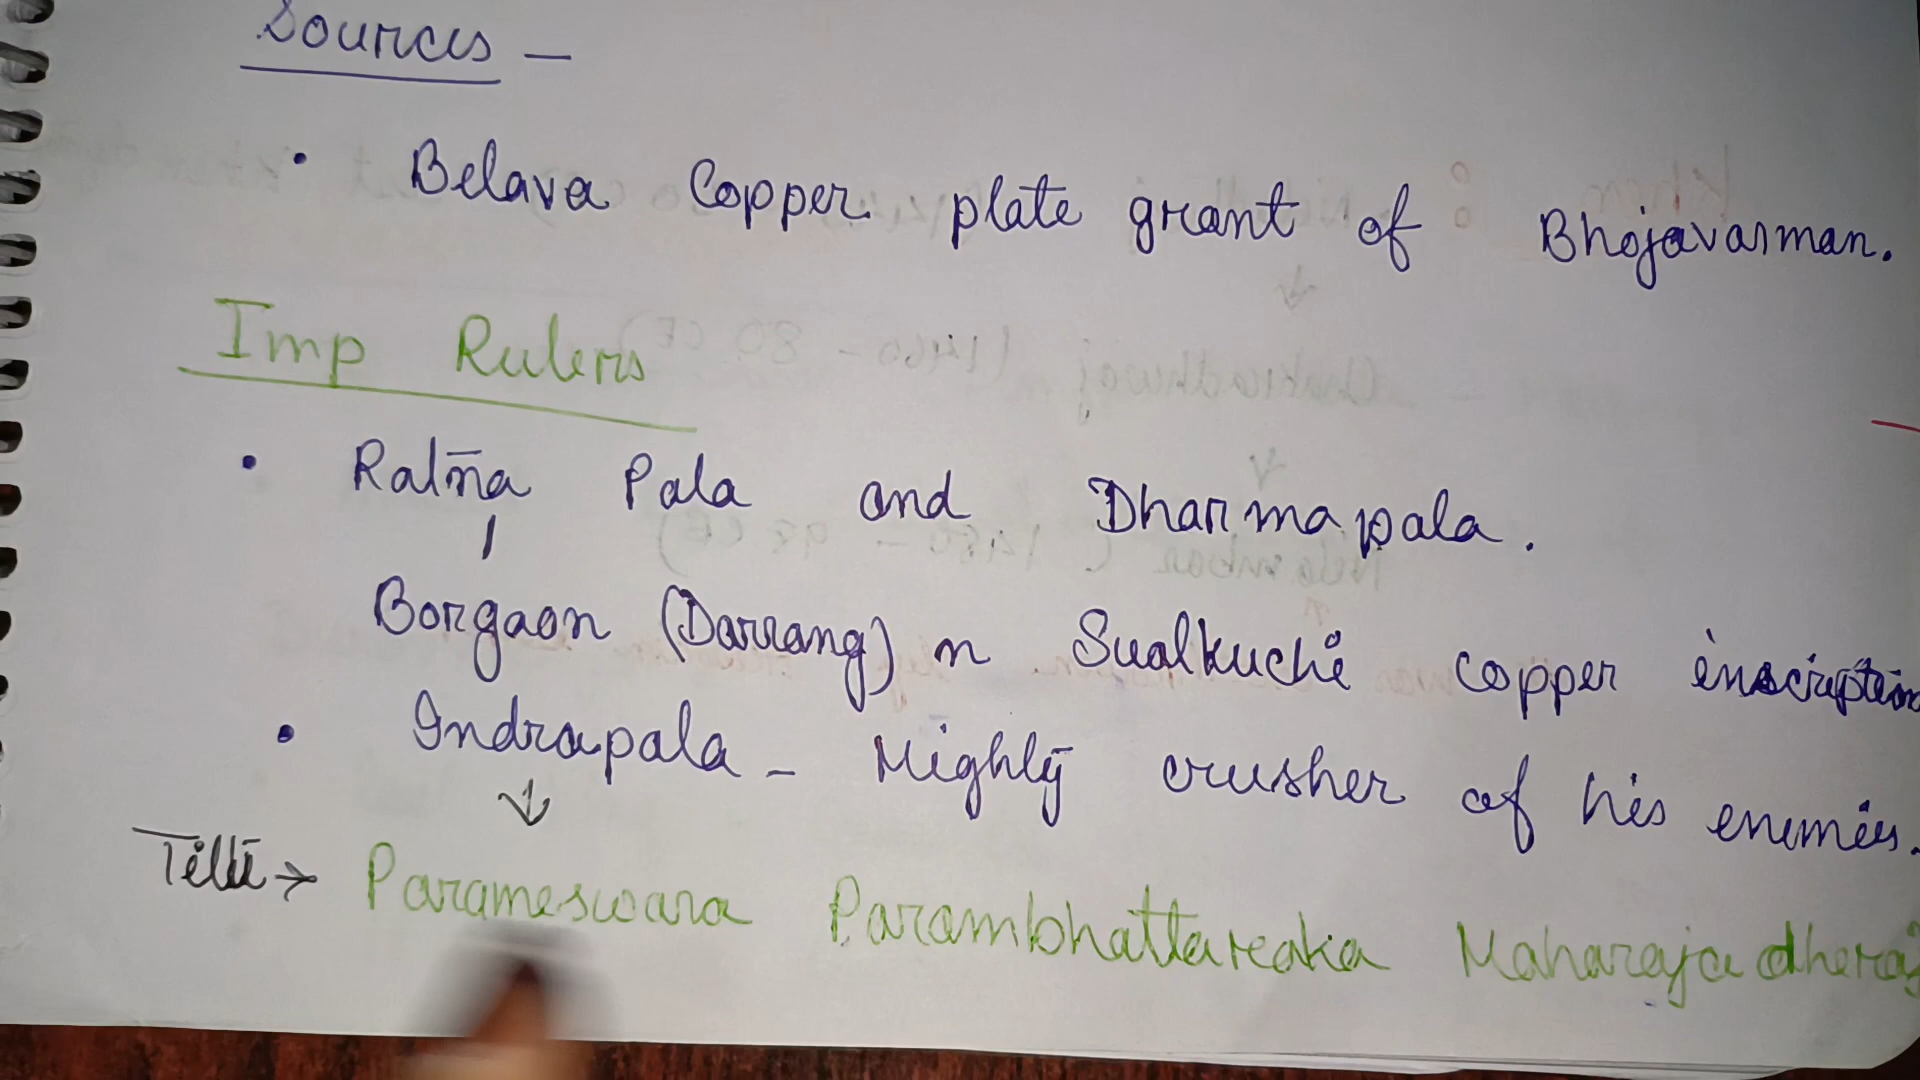 Sources -
• Belava Copper plate grant of Bhojavarman.
Imp Rulers
• Ratna Pala and Dharmapala.
Borgaon (Darrang) n Sualkuchi copper inscription
• Indrapala - Mighty crusher of his enemies.
Title → Parameswara Parambhattaraka Maharajadheraj